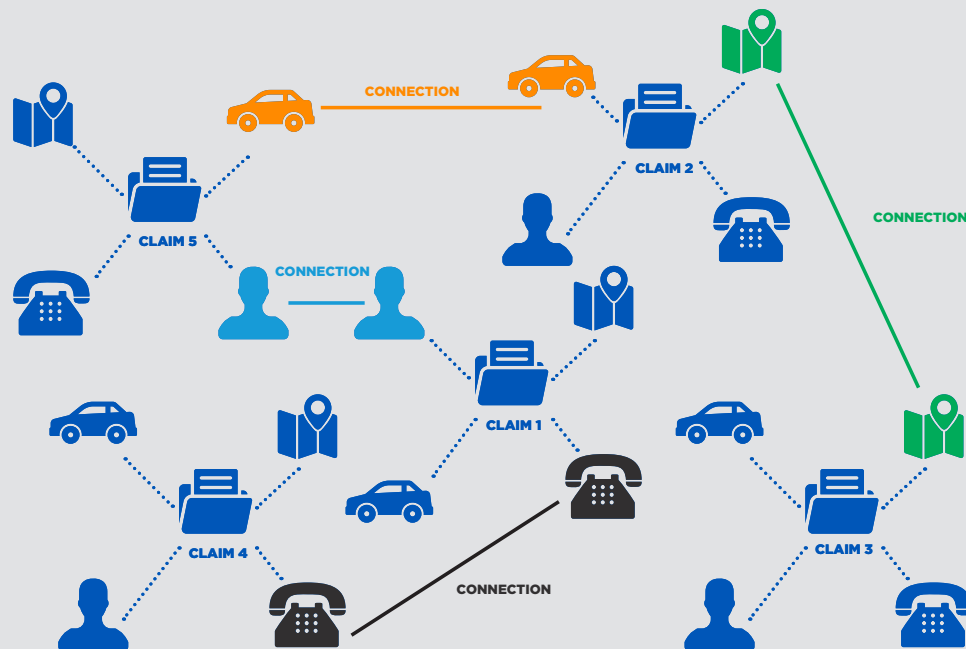 CONNECTION
CLAIM 2
CONNECTION
CLAIM 5
CONNECTION
CLAIM 1
CLAIM 4
CLAIM 3
CONNECTION